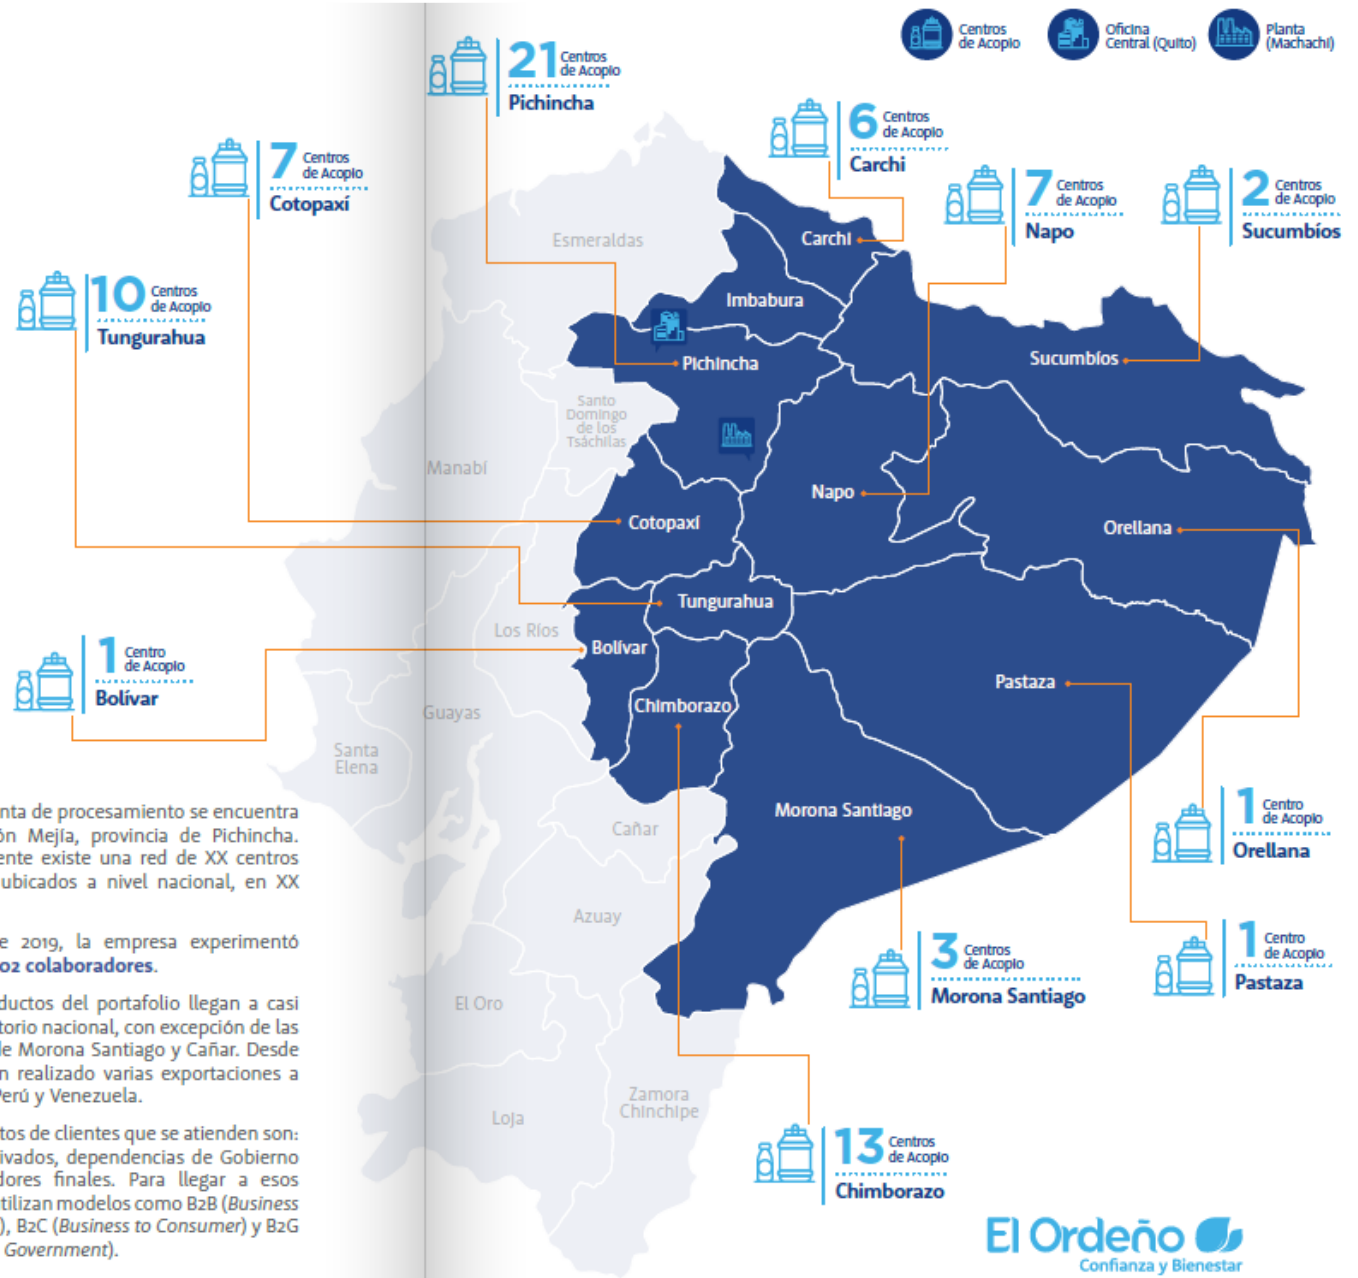 Centros
de Acopio
Oficina
Central (Quito)
Planta
(Machachi)
21 Centros
de Acopio
Pichincha
6 Centros
de Acopio
Carchi
7 Centros
de Acopio
Cotopaxí
7 Centros
de Acopio
Napo
2 Centros
de Acopio
Sucumbíos
10 Centros
de Acopio
Tungurahua
1 Centro
de Acopio
Bolívar
Esmeraldas
Carchi
Imbabura
Pichincha
Sucumbíos
Santo
Domingo
de los
Tsáchilas
Manabí
Napo
Cotopaxí
Orellana
Tungurahua
Los Ríos
Bolívar
Pastaza
Chimborazo
Guayas
Santa
Elena
Morona Santiago
Cañar
Azuay
El Oro
Zamora
Chinchipe
Loja
1 Centro
de Acopio
Orellana
1 Centro
de Acopio
Pastaza
3 Centros
de Acopio
Morona Santiago
13 Centros
de Acopio
Chimborazo
nta de procesamiento se encuentra
ón Mejía, provincia de Pichincha.
ente existe una red de XX centros
ubicados a nivel nacional, en XX
e 2019, la empresa experimentó
02 colaboradores.
ductos del portafolio llegan a casi
torio nacional, con excepción de las
de Morona Santiago y Cañar. Desde
n realizado varias exportaciones a
Perú y Venezuela.
tos de clientes que se atienden son:
ivados, dependencias de Gobierno
dores finales. Para llegar a esos
utilizan modelos como B2B (Business
), B2C (Business to Consumer) y B2G
Government).
El Ordeño
Confianza y Bienestar